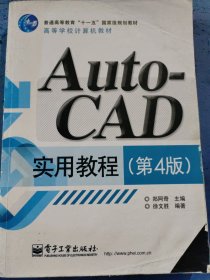 普通高等教育“十一五”国家级规划教材
高等学校计算机教材
Auto-
CAD
实用教程(第4版)
郑阿奇 主编
徐文胜 编著
電子工業出版社